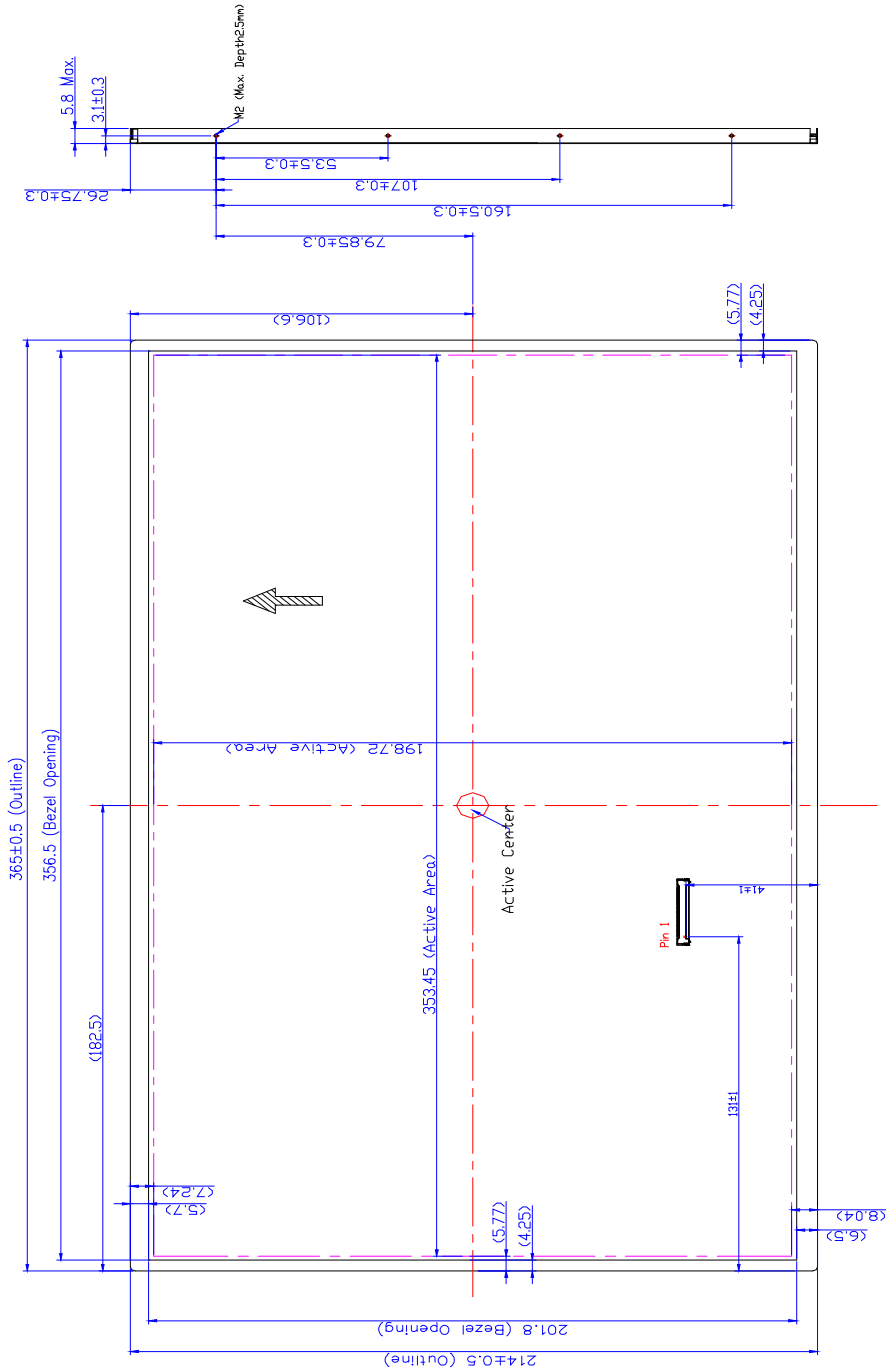 5.8 Max.
3.1±0.3
M2 (Max. Depth2.5mm)
53.5±0.3
107±0.3
26.75±0.3
160.5±0.3
79.85±0.3
(106.6)
(5.77)
(4.25)
365±0.5 (Outline)
356.5 (Bezel Opening)
198.72 (Active Area)
Active Center
353.45 (Active Area)
41±1
Pin 1
(182.5)
131±1
(7.24)
(5.7)
(5.77)
(4.25)
(8.04)
(6.5)
201.8 (Bezel Opening)
214±0.5 (Outline)